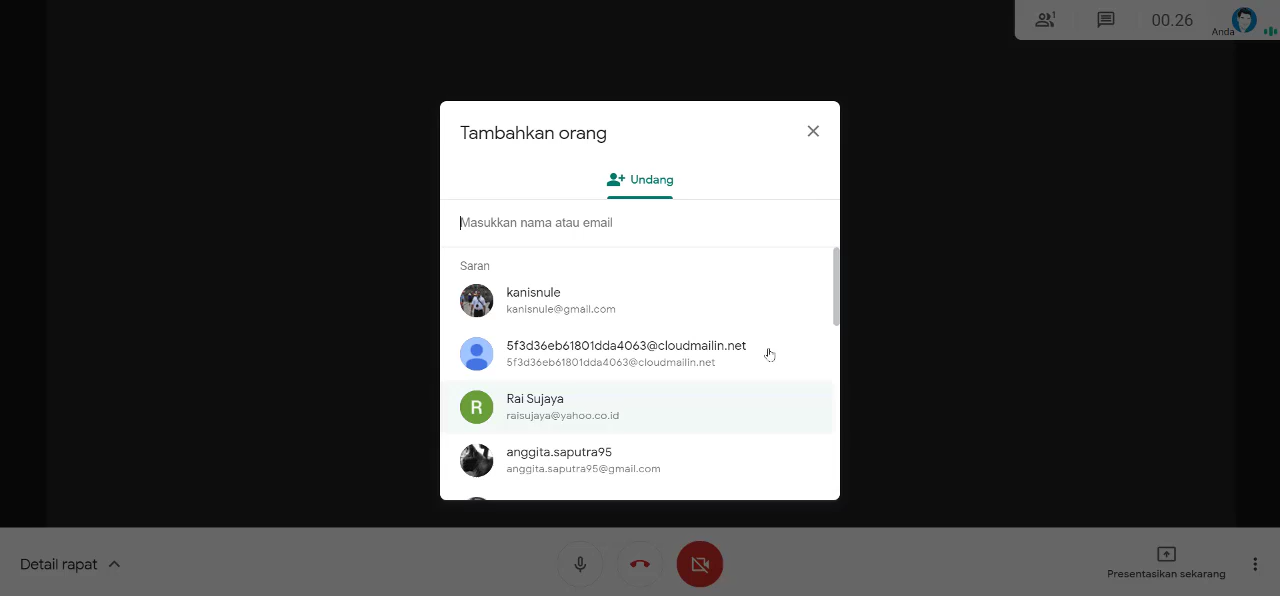 1
00.26
Anda
Tambahkan orang
Undang
Masukkan nama atau email
Saran
kanisnule
kanisnule@gmail.com
5f3d36eb61801dda4063@cloudmailin.net
5f3d36eb61801dda4063@cloudmailin.net
R
Rai Sujaya
raisujaya@yahoo.co.id
anggita.saputra95
anggita.saputra95@gmail.com
Detail rapat
Presentasikan sekarang